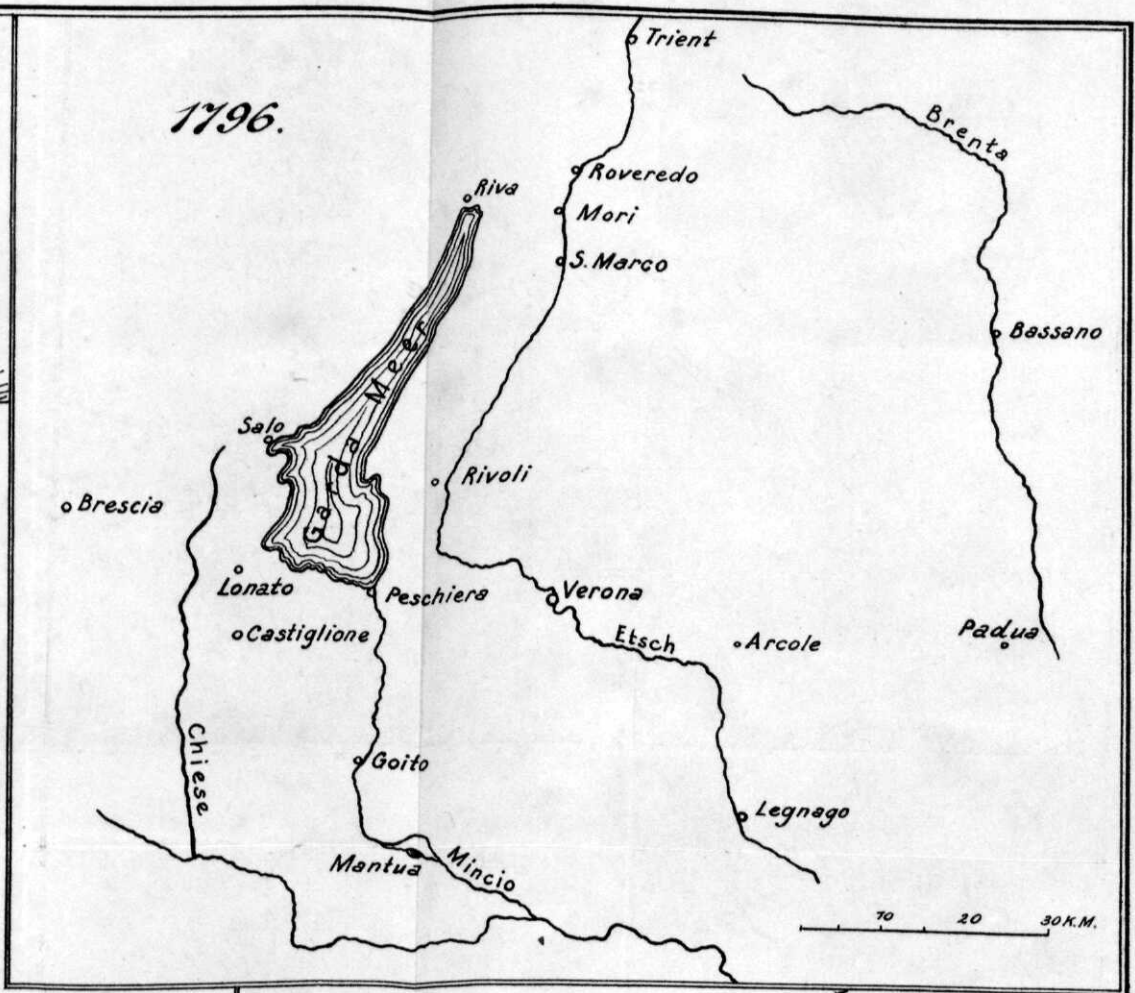 1796.
Trient
Brenta
Roveredo
Riva
Mori
S. Marco
Bassano
Garda Meer
Salo
Rivoli
Brescia
Lonato
Peschiera
Verona
Castiglione
Etsch
Arcole
Padua
Chiese
Goito
Legnago
Mantua
Mincio
10 20 30 K.M.